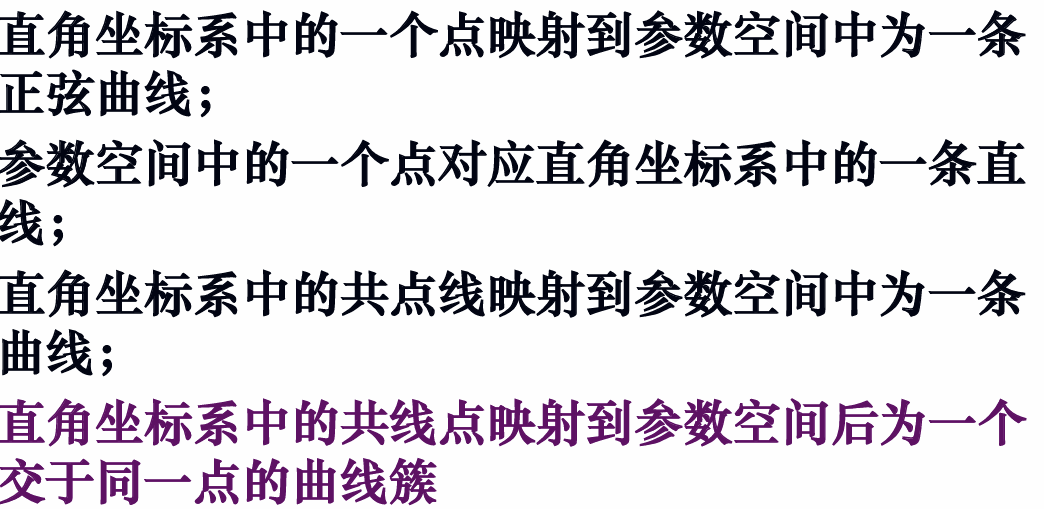 直角坐标系中的一个点映射到参数空间中为一条
正弦曲线；
参数空间中的一个点对应直角坐标系中的一条直
线；
直角坐标系中的共点线映射到参数空间中为一条
曲线；
直角坐标系中的共线点映射到参数空间后为一个
交于同一点的曲线簇